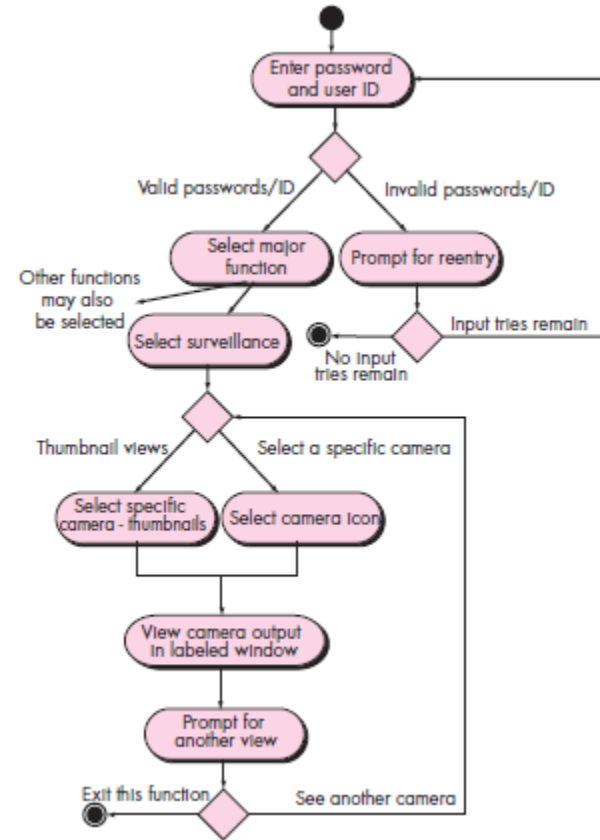 Enter password
and user ID
Valid passwords/ID
Invalid passwords/ID
Select major
function
Prompt for reentry
Other functions
may also
be selected
Select surveillance
Input tries remain
No input
tries remain
Thumbnail views
Select a specific camera
Select specific
camera - thumbnails
Select camera icon
View camera output
in labeled window
Prompt for
another view
Exit this function
See another camera